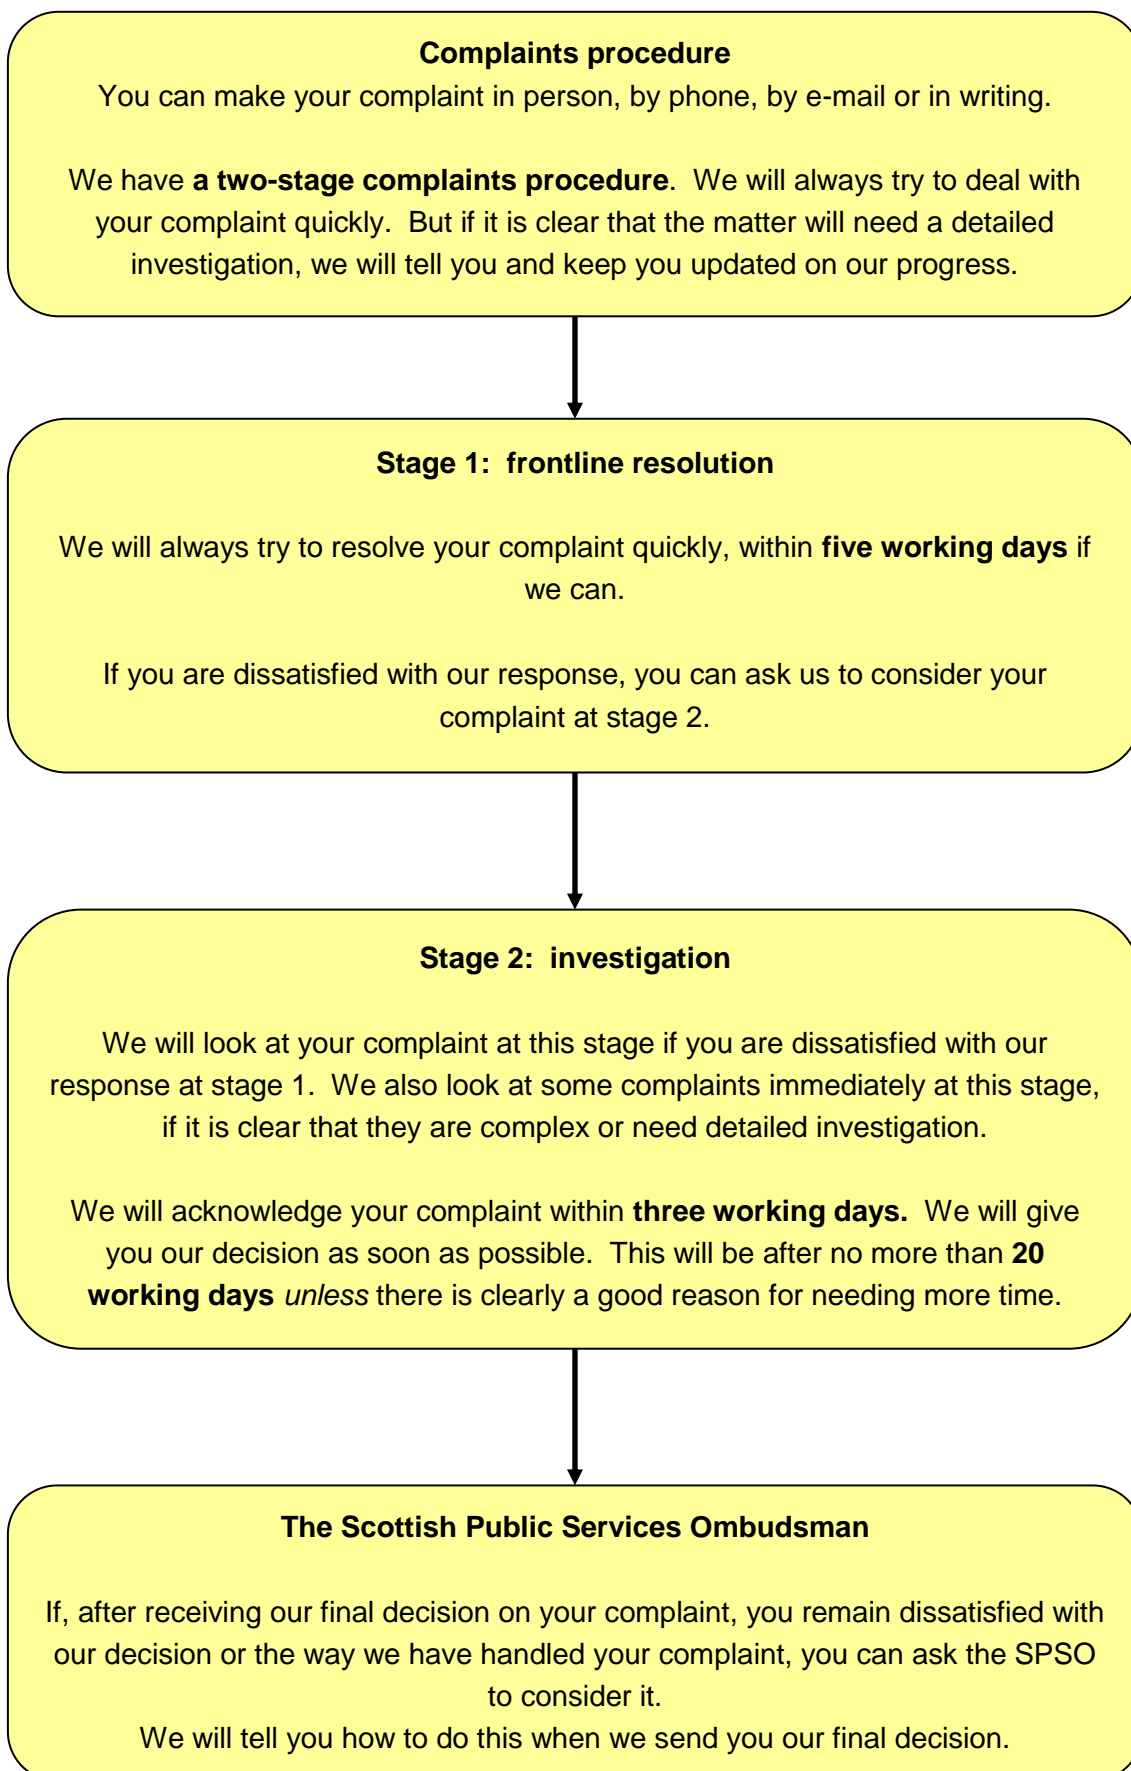 Complaints procedure
You can make your complaint in person, by phone, by e-mail or in writing.
We have a two-stage complaints procedure.  We will always try to deal with
your complaint quickly.  But if it is clear that the matter will need a detailed
investigation, we will tell you and keep you updated on our progress.
Stage 1:  frontline resolution
We will always try to resolve your complaint quickly, within five working days if
we can.
If you are dissatisfied with our response, you can ask us to consider your
complaint at stage 2.
Stage 2:  investigation
We will look at your complaint at this stage if you are dissatisfied with our
response at stage 1.  We also look at some complaints immediately at this stage,
if it is clear that they are complex or need detailed investigation.
We will acknowledge your complaint within three working days.  We will give
you our decision as soon as possible.  This will be after no more than 20
working days unless there is clearly a good reason for needing more time.
The Scottish Public Services Ombudsman
If, after receiving our final decision on your complaint, you remain dissatisfied with
our decision or the way we have handled your complaint, you can ask the SPSO
to consider it.
We will tell you how to do this when we send you our final decision.